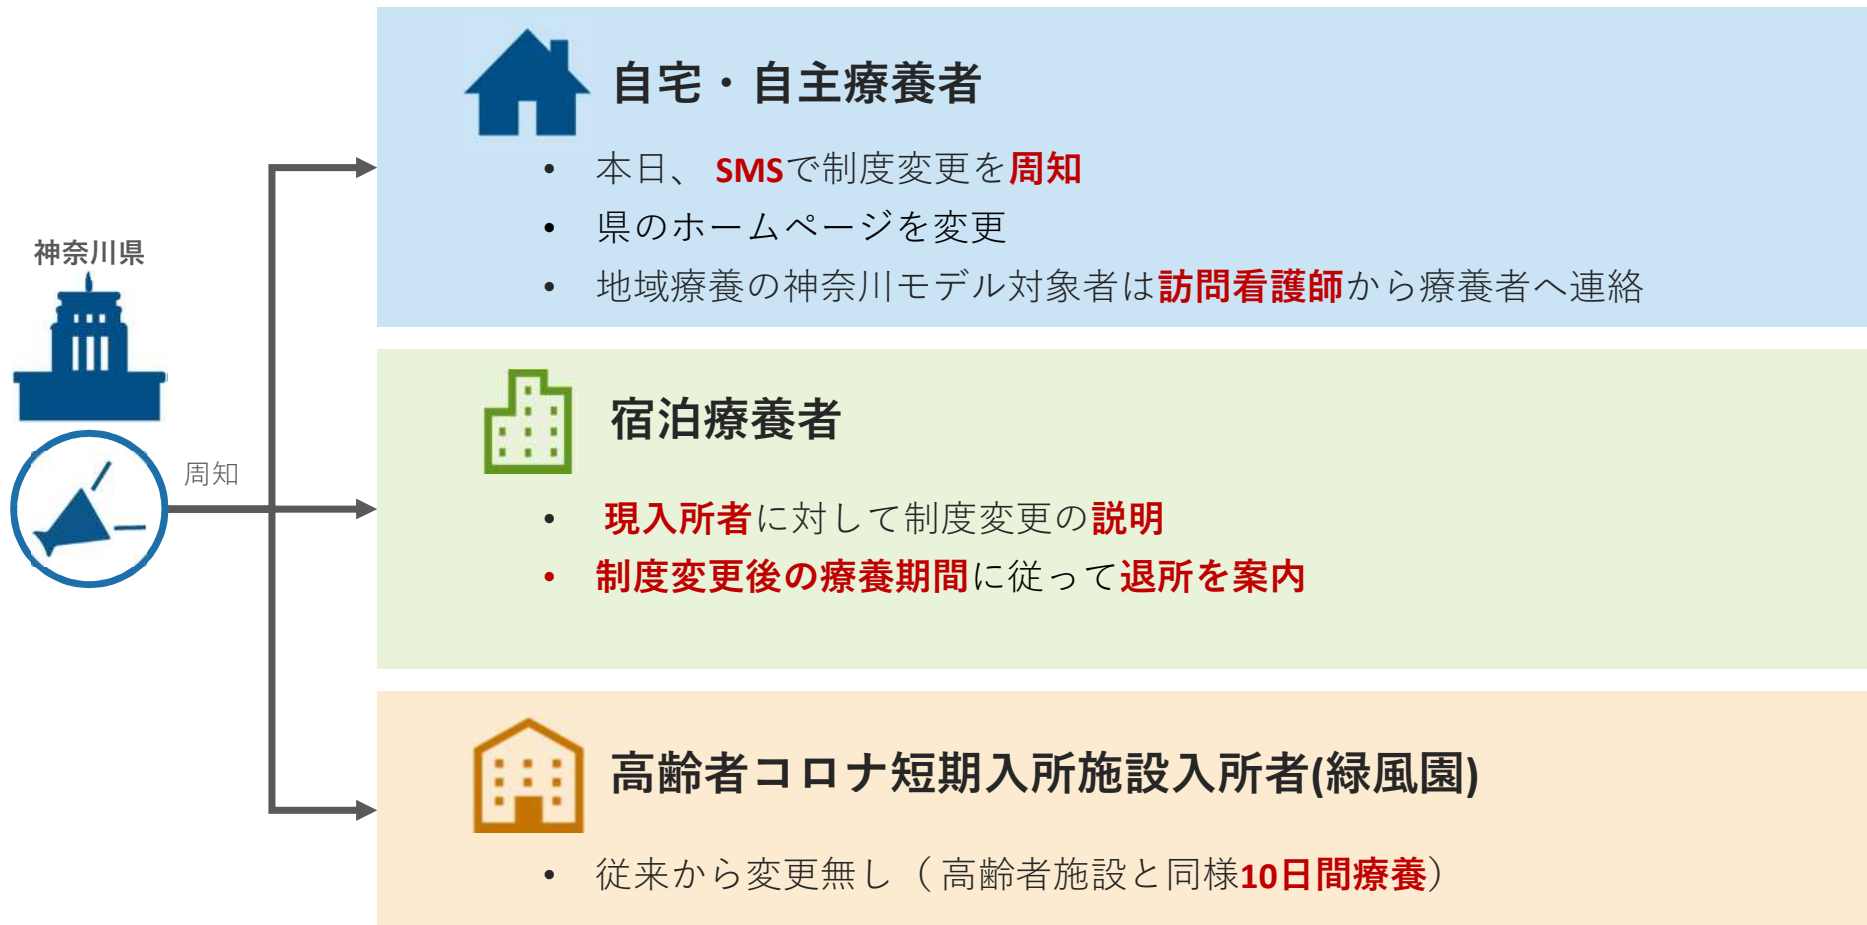 神奈川県
周知
自宅・自主療養者
• 本日、 SMSで制度変更を周知
• 県のホームページを変更
• 地域療養の神奈川モデル対象者は訪問看護師から療養者へ連絡
宿泊療養者
• 現入所者に対して制度変更の説明
• 制度変更後の療養期間に従って退所を案内
高齢者コロナ短期入所施設入所者(緑風園)
• 従来から変更無し（高齢者施設と同様10日間療養）